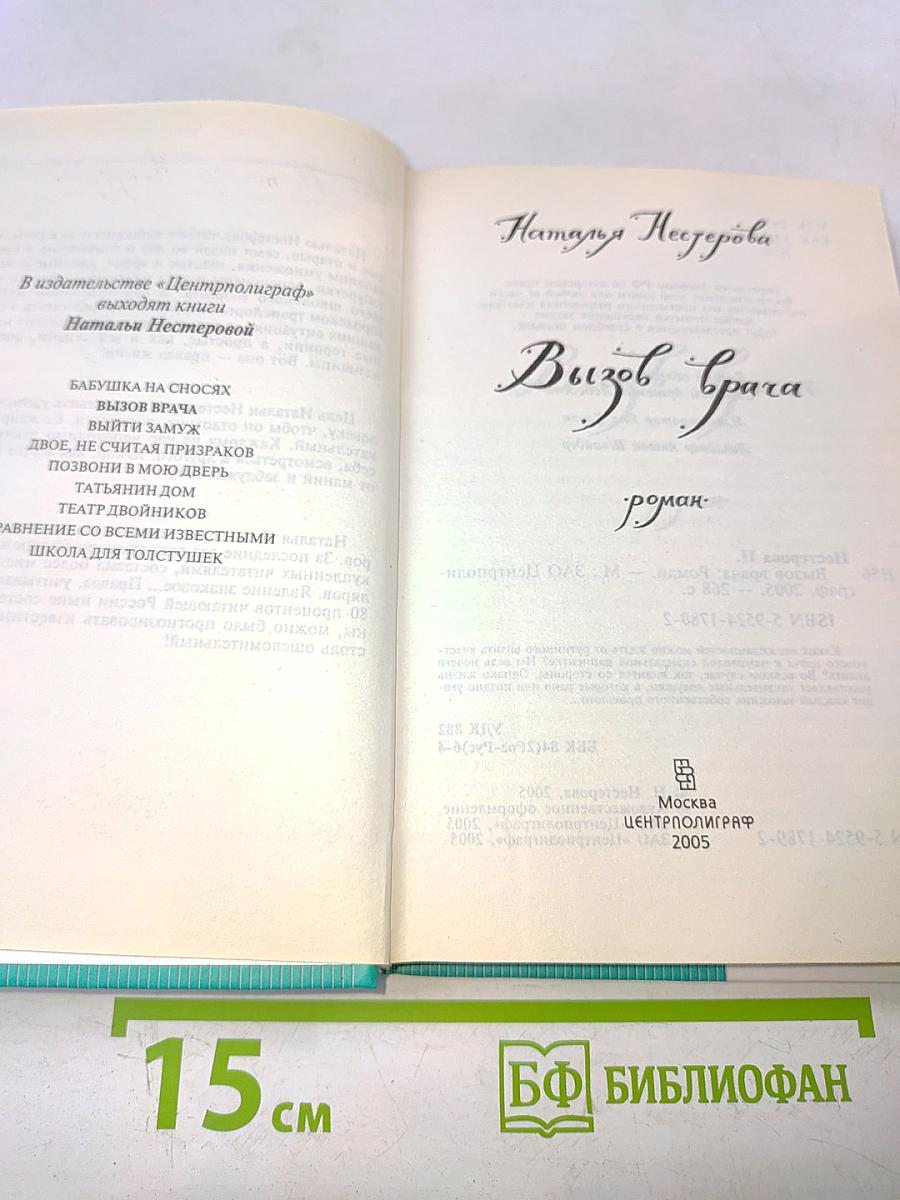 В издательстве «Центрполиграф»
выходят книги
Натальи Нестеровой
БАБУШКА НА СНОСЯХ
ВЫЗОВ ВРАЧА
ВЫЙТИ ЗАМУЖ
ДВОЕ, НЕ СЧИТАЯ ПРИЗРАКОВ
ПОЗВОНИ В МОЮ ДВЕРЬ
ТАТЬЯНИН ДОМ
ТЕАТР ДВОЙНИКОВ
РАВНЕНИЕ СО ВСЕМИ ИЗВЕСТНЫМИ
ШКОЛА ДЛЯ ТОЛСТУШЕК
Наталья Нестерова
Вызов врача
·роман·
Москва
ЦЕНТРПОЛИГРАФ
2005
15 см
БФ БИБЛИОФАН